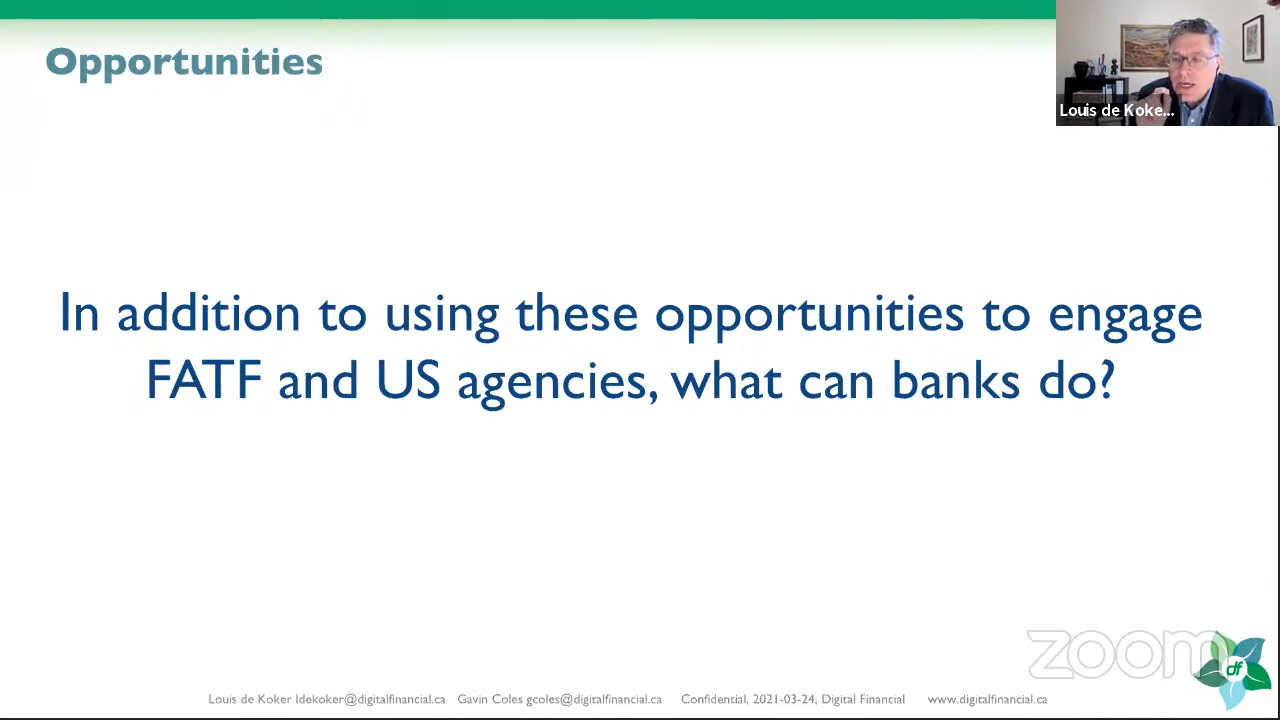 Opportunities
Louis de Koke...
In addition to using these opportunities to engage
FATF and US agencies, what can banks do?
zoom
df
Louis de Koker ldekoker@digitalfinancial.ca Gavin Coles gcoles@digitalfinancial.ca Confidential, 2021-03-24, Digital Financial www.digitalfinancial.ca